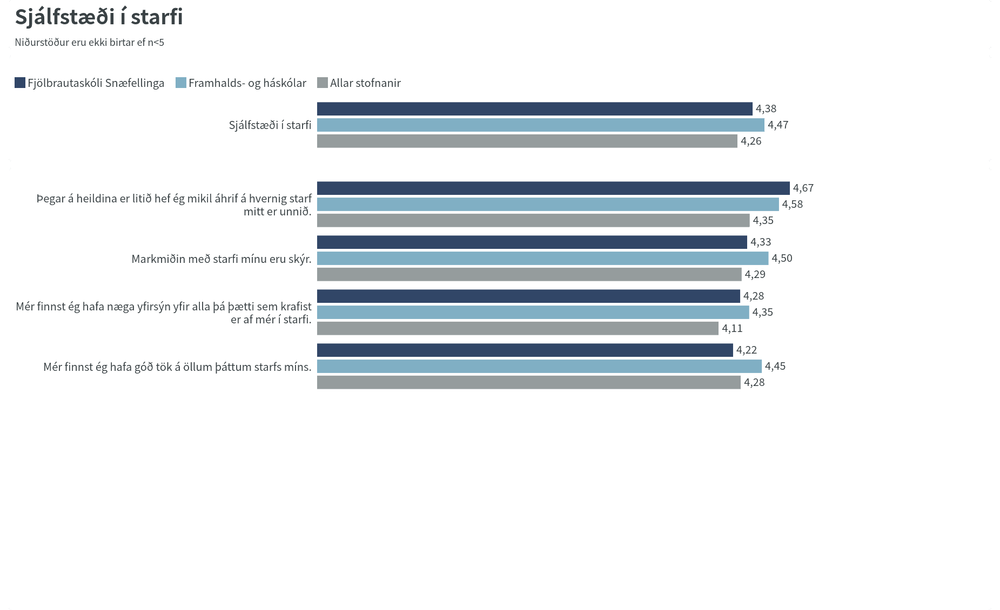 Sjálfstæði í starfi
Niðurstöður eru ekki birtar ef n<5
Fjölbrautaskóli Snæfellinga Framhalds- og háskólar Allar stofnanir
Sjálfstæði í starfi
4,38
4,47
4,26
Þegar á heildina er litið hef ég mikil áhrif á hvernig starf
mitt er unnið.
4,67
4,58
4,35
Markmiðin með starfi mínu eru skýr.
4,33
4,50
4,29
Mér finnst ég hafa næga yfirsýn yfir alla þá þætti sem krafist
er af mér í starfi.
4,28
4,35
4,11
Mér finnst ég hafa góð tök á öllum þáttum starfs míns.
4,22
4,45
4,28